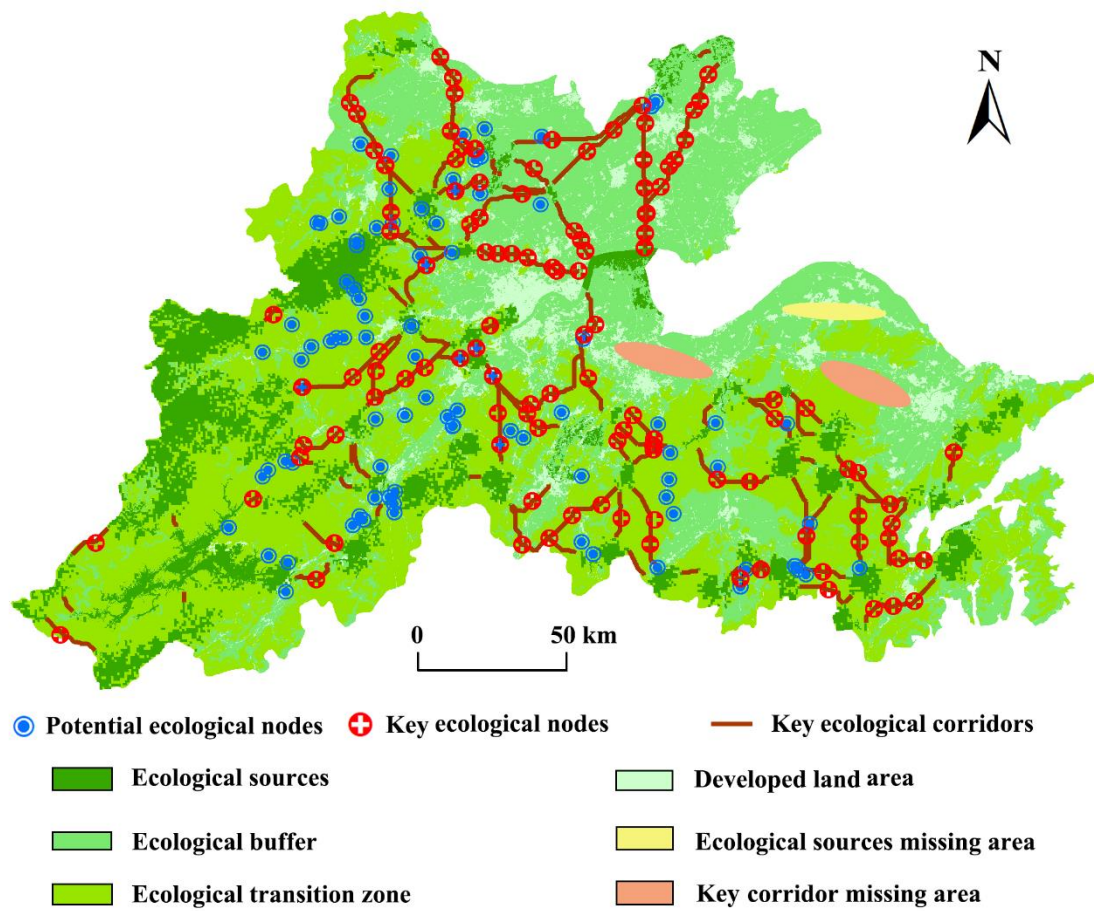 N
0 50 km
Potential ecological nodes Key ecological nodes Key ecological corridors
Ecological sources Developed land area
Ecological buffer Ecological sources missing area
Ecological transition zone Key corridor missing area